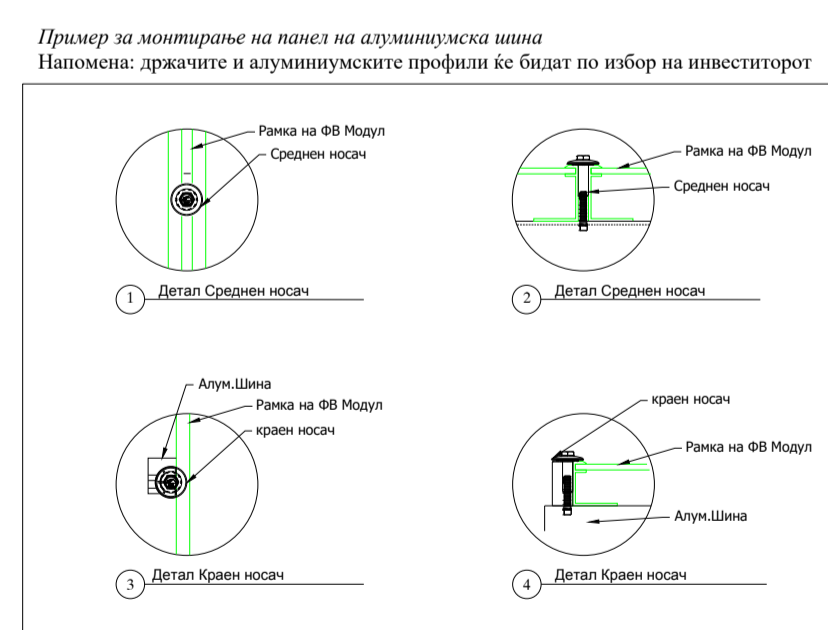 Пример за монтирање на панел на алуминиумска шина
Напомена: држачите и алуминиумските профили ќе бидат по избор на инвеститорот
Рамка на ФВ Модул
Среднен носач
1 Детал Среднен носач
Рамка на ФВ Модул
Среднен носач
2 Детал Среднен носач
Алум.Шина
Рамка на ФВ Модул
краен носач
3 Детал Краен носач
краен носач
Рамка на ФВ Модул
Алум.Шина
4 Детал Краен носач